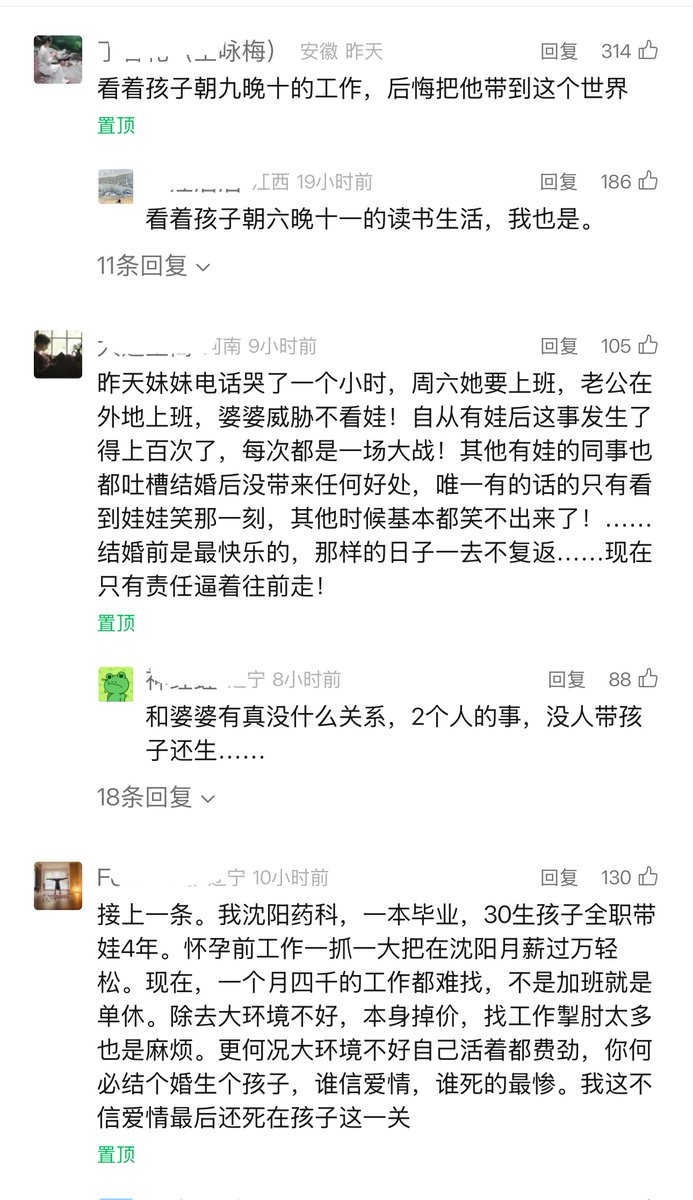 咏梅） 安徽 昨天 回复 314
看着孩子朝九晚十的工作，后悔把他带到这个世界
置顶
江西 19小时前 回复 186
看着孩子朝六晚十一的读书生活，我也是。
11条回复
河南 9小时前 回复 105
昨天妹妹电话哭了一个小时，周六她要上班，老公在
外地上班，婆婆威胁不看娃！自从有娃后这事发生了
得上百次了，每次都是一场大战！其他有娃的同事也
都吐槽结婚后没带来任何好处，唯一有的话的只有看
到娃娃笑那一刻，其他时候基本都笑不出来了！……
结婚前是最快乐的，那样的日子一去不复返……现在
只有责任逼着往前走！
置顶
宁 8小时前 回复 88
和婆婆有真没什么关系，2个人的事，没人带孩
子还生……
18条回复
辽宁 10小时前 回复 130
接上一条。我沈阳药科，一本毕业，30生孩子全职带
娃4年。怀孕前工作一抓一大把在沈阳月薪过万轻
松。现在，一个月四千的工作都难找，不是加班就是
单休。除去大环境不好，本身掉价，找工作掣肘太多
也是麻烦。更何况大环境不好自己活着都费劲，你何
必结个婚生个孩子，谁信爱情，谁死的最惨。我这不
信爱情最后还死在孩子这一关
置顶